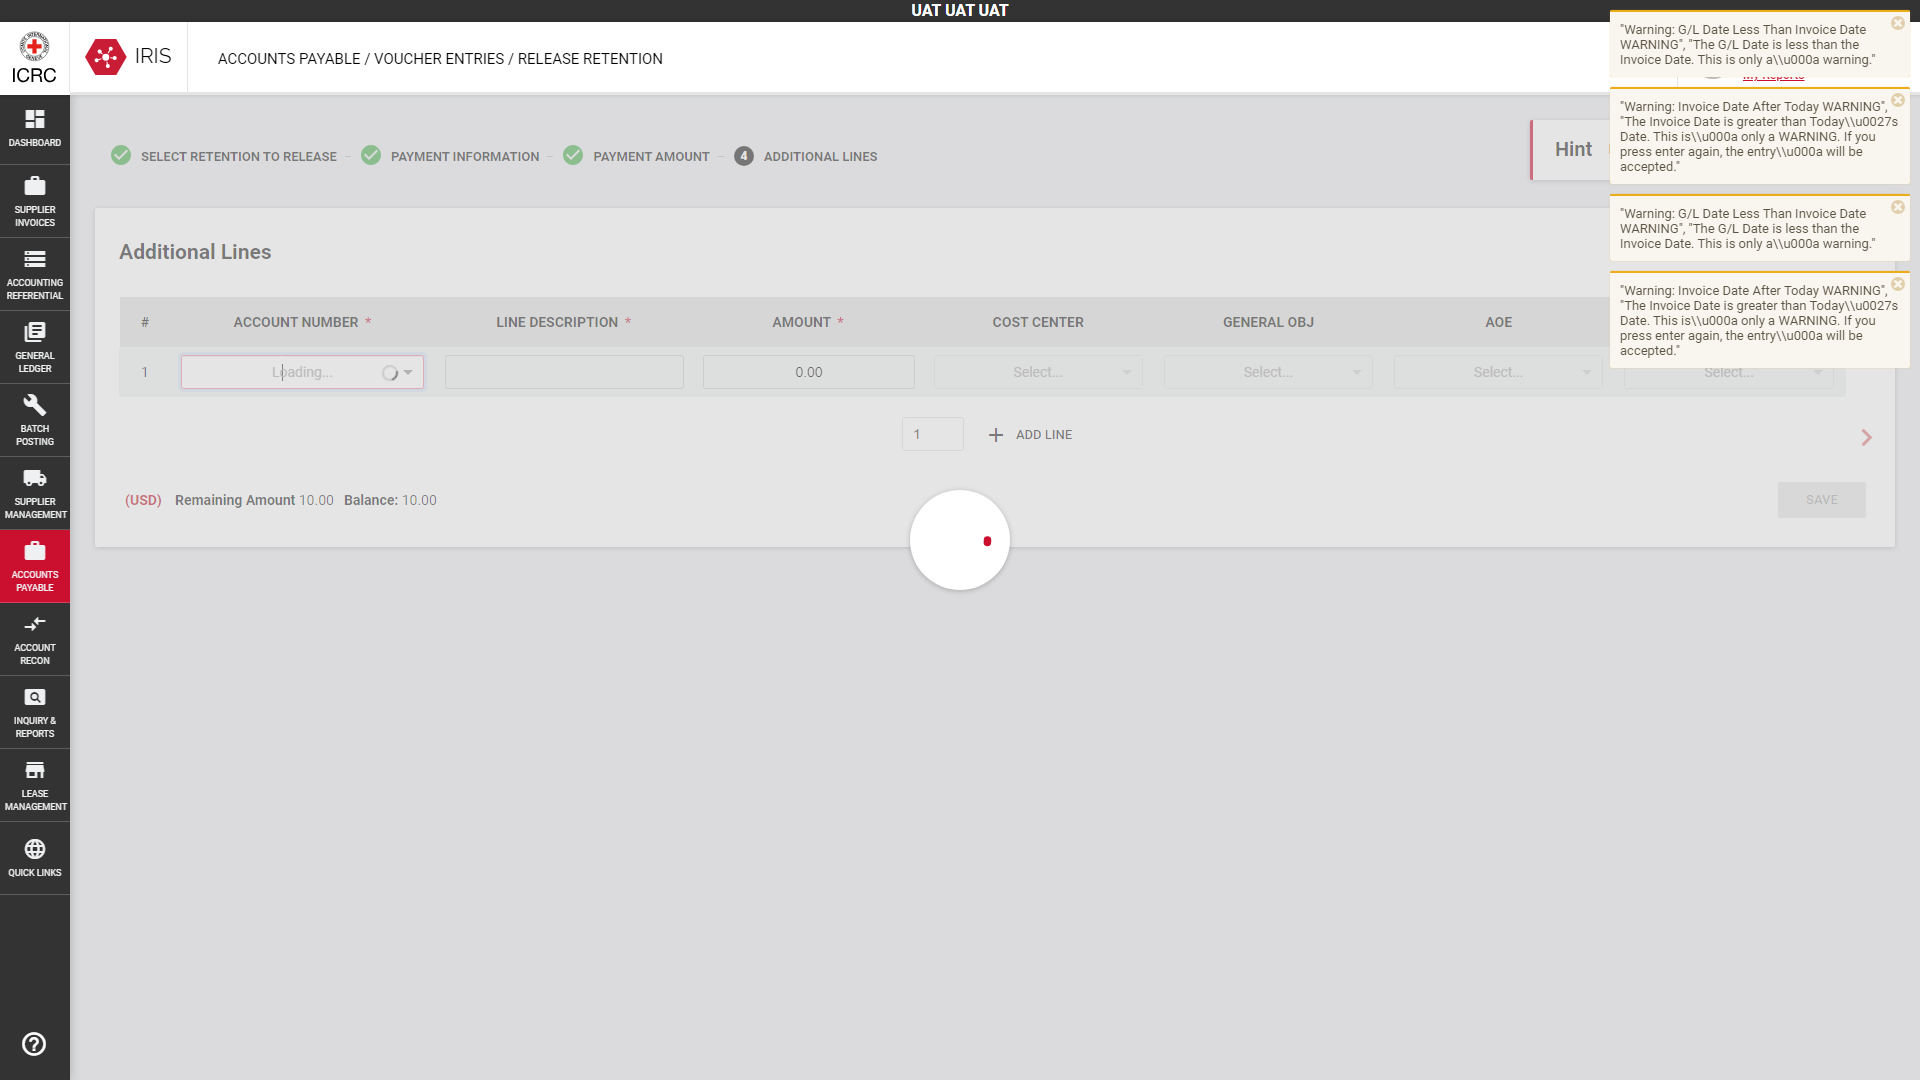 UAT UAT UAT
ICRC
IRIS
ACCOUNTS PAYABLE / VOUCHER ENTRIES / RELEASE RETENTION
"Warning: G/L Date Less Than Invoice Date
WARNING", "The G/L Date is less than the
Invoice Date. This is only a\\u000a warning."
My Reports
"Warning: Invoice Date After Today WARNING",
"The Invoice Date is greater than Today\\u0027s
Date. This is\\u000a only a WARNING. If you
press enter again, the entry\\u000a will be
accepted."
"Warning: G/L Date Less Than Invoice Date
WARNING", "The G/L Date is less than the
Invoice Date. This is only a\\u000a warning."
"Warning: Invoice Date After Today WARNING",
"The Invoice Date is greater than Today\\u0027s
Date. This is\\u000a only a WARNING. If you
press enter again, the entry\\u000a will be
accepted."
DASHBOARD
SUPPLIER
INVOICES
ACCOUNTING
REFERENTIAL
GENERAL
LEDGER
BATCH
POSTING
SUPPLIER
MANAGEMENT
ACCOUNTS
PAYABLE
ACCOUNT
RECON
INQUIRY &
REPORTS
LEASE
MANAGEMENT
QUICK LINKS
SELECT RETENTION TO RELEASE
PAYMENT INFORMATION
PAYMENT AMOUNT
4 ADDITIONAL LINES
Hint
Additional Lines
# ACCOUNT NUMBER * LINE DESCRIPTION * AMOUNT * COST CENTER GENERAL OBJ AOE
1 Loading... 0.00 Select... Select... Select... Select...
1 ADD LINE
(USD) Remaining Amount 10.00 Balance: 10.00
SAVE